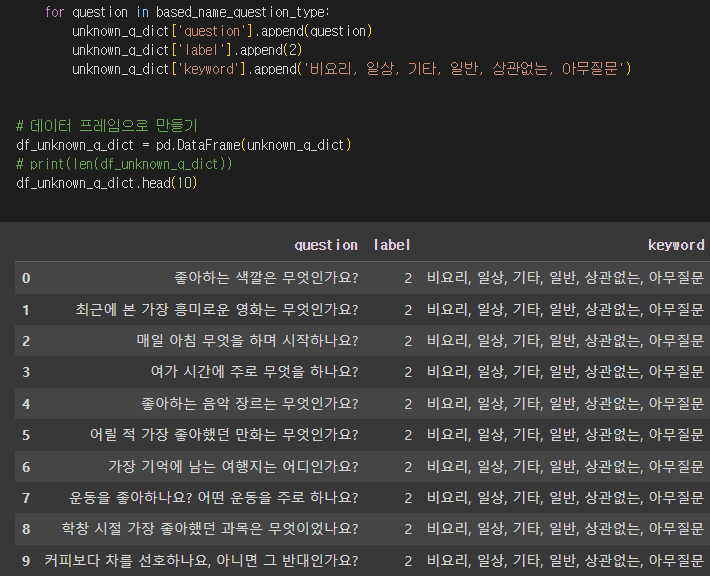 for question in based_name_question_type:
unknown_q_dict['question'].append(question)
unknown_q_dict['label'].append(2)
unknown_q_dict['keyword'].append('비요리, 일상, 기타, 일반, 상관없는, 아무질문')
# 데이터 프레임으로 만들기
df_unknown_q_dict = pd.DataFrame(unknown_q_dict)
# print(len(df_unknown_q_dict))
df_unknown_q_dict.head(10)
question label keyword
0 좋아하는 색깔은 무엇인가요? 2 비요리, 일상, 기타, 일반, 상관없는, 아무질문
1 최근에 본 가장 흥미로운 영화는 무엇인가요? 2 비요리, 일상, 기타, 일반, 상관없는, 아무질문
2 매일 아침 무엇을 하며 시작하나요? 2 비요리, 일상, 기타, 일반, 상관없는, 아무질문
3 여가 시간에 주로 무엇을 하나요? 2 비요리, 일상, 기타, 일반, 상관없는, 아무질문
4 좋아하는 음악 장르는 무엇인가요? 2 비요리, 일상, 기타, 일반, 상관없는, 아무질문
5 어릴 적 가장 좋아했던 만화는 무엇인가요? 2 비요리, 일상, 기타, 일반, 상관없는, 아무질문
6 가장 기억에 남는 여행지는 어디인가요? 2 비요리, 일상, 기타, 일반, 상관없는, 아무질문
7 운동을 좋아하나요? 어떤 운동을 주로 하나요? 2 비요리, 일상, 기타, 일반, 상관없는, 아무질문
8 학창 시절 가장 좋아했던 과목은 무엇이었나요? 2 비요리, 일상, 기타, 일반, 상관없는, 아무질문
9 커피보다 차를 선호하나요, 아니면 그 반대인가요? 2 비요리, 일상, 기타, 일반, 상관없는, 아무질문